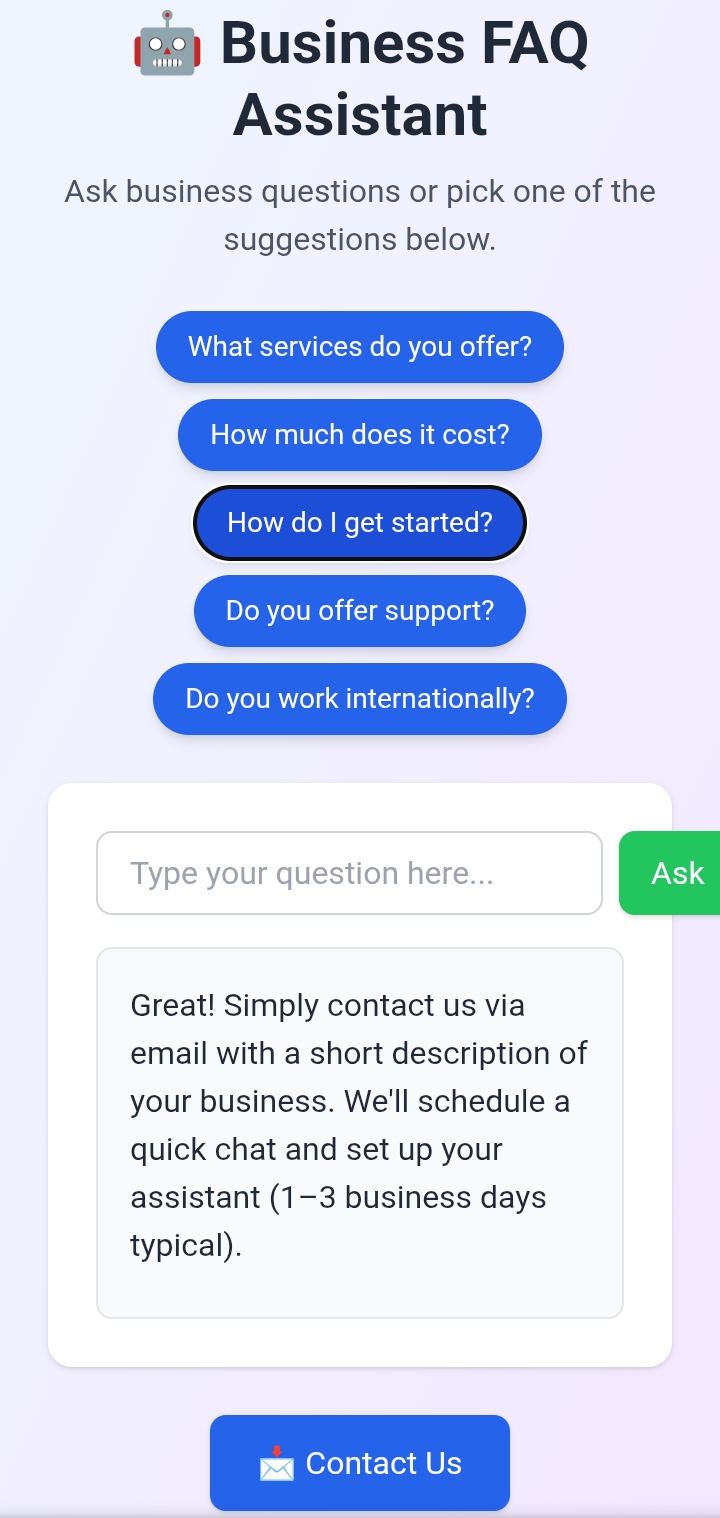 🤖 Business FAQ
Assistant
Ask business questions or pick one of the
suggestions below.
What services do you offer?
How much does it cost?
How do I get started?
Do you offer support?
Do you work internationally?
Type your question here...
Ask
Great! Simply contact us via
email with a short description of
your business. We'll schedule a
quick chat and set up your
assistant (1–3 business days
typical).
📩 Contact Us